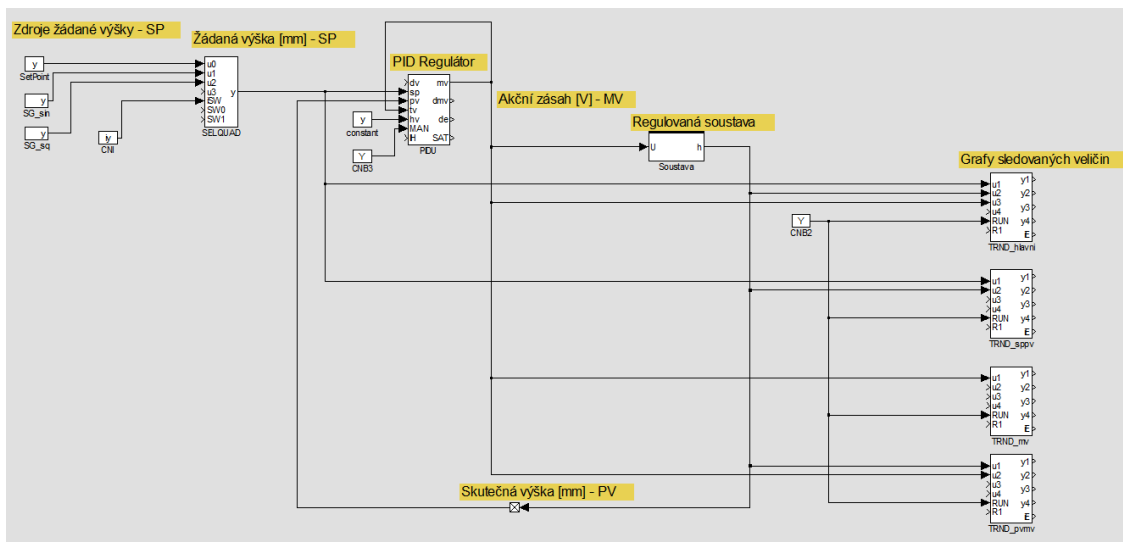 Zdroje žádané výšky - SP
y
SetPoint
y
SG_sin
y
SG_sq
iy
CNI
Žádaná výška [mm] - SP
u0
u1
u2
u3
iSW
SW0
SW1
y
SELQUAD
PID Regulátor
dv
sp
pv
tv
hv
MAN
IH
mv
dmv
de
SAT
PIDU
y
constant
Y
CNB3
Akční zásah [V] - MV
Regulovaná soustava
U
h
Soustava
Skutečná výška [mm] - PV
Y
CNB2
Grafy sledovaných veličin
u1
u2
u3
u4
RUN
R1
y1
y2
y3
y4
E
TRND_hlavni
u1
u2
u3
u4
RUN
R1
y1
y2
y3
y4
E
TRND_sppv
u1
u2
u3
u4
RUN
R1
y1
y2
y3
y4
E
TRND_mv
u1
u2
u3
u4
RUN
R1
y1
y2
y3
y4
E
TRND_pvmv